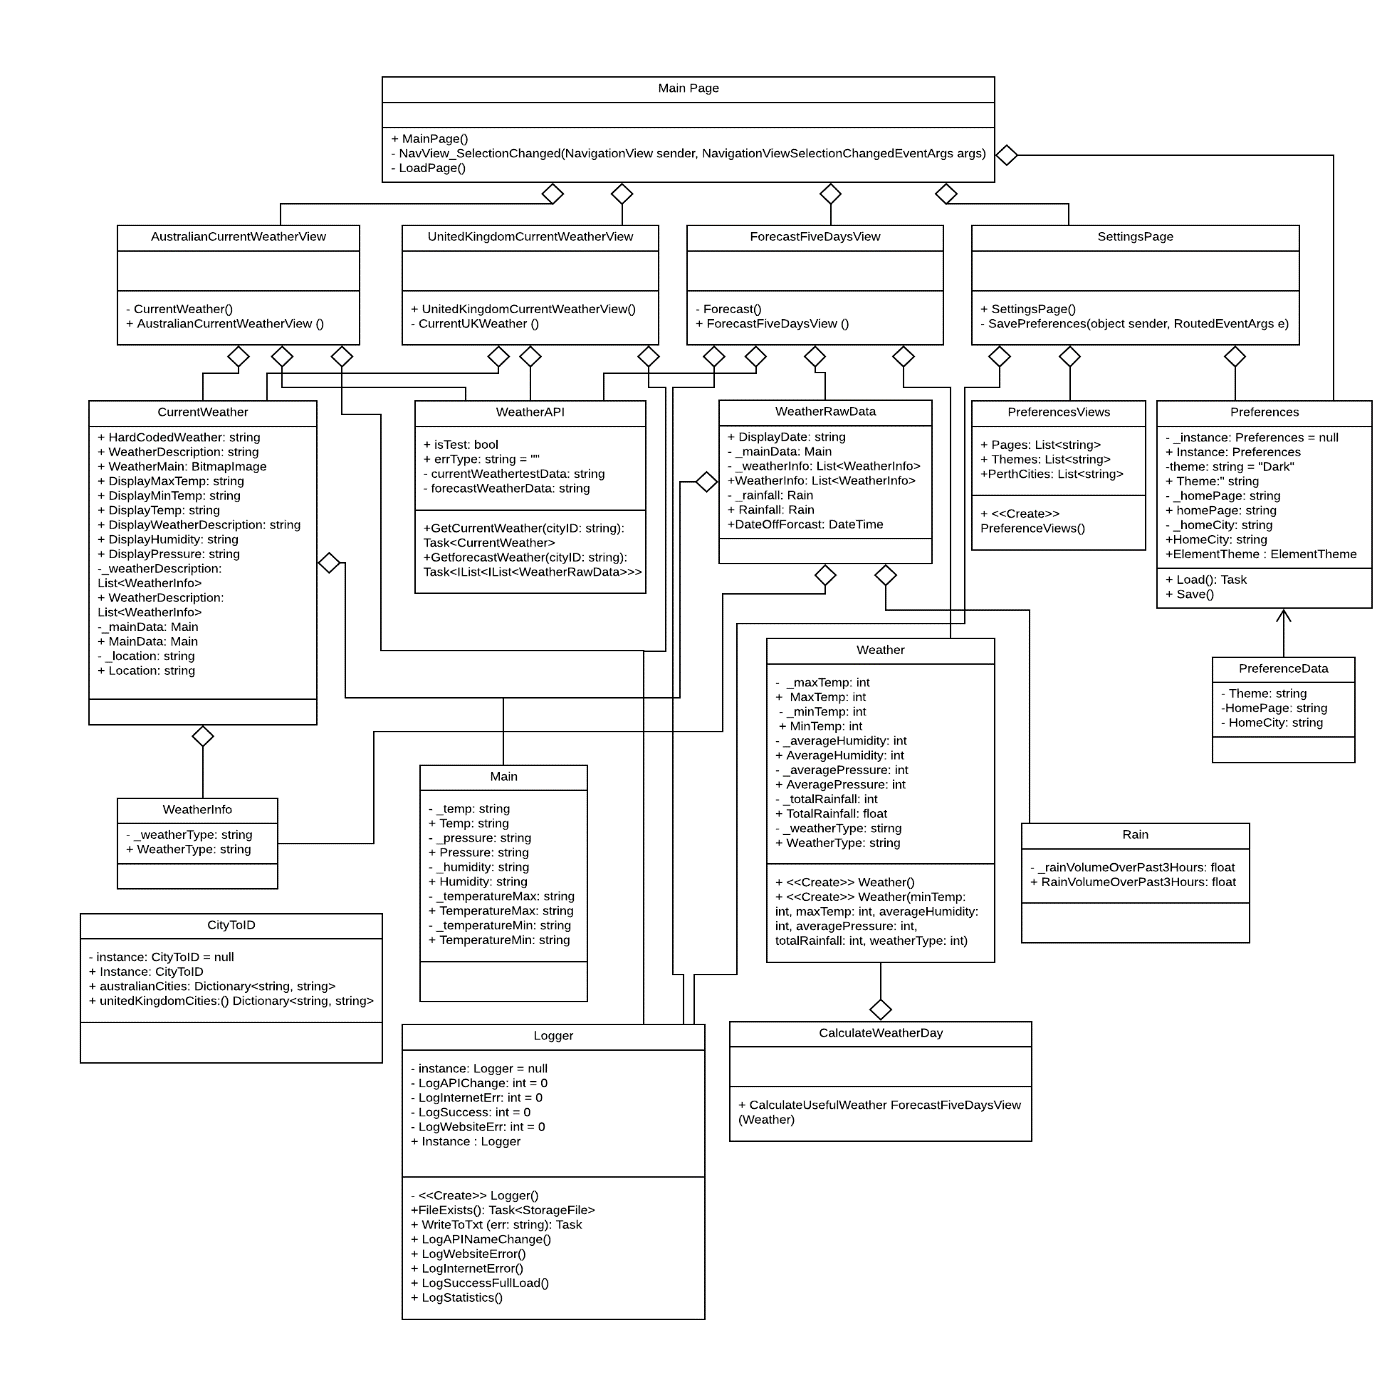 Main Page
+ MainPage()
- NavView_SelectionChanged(NavigationView sender, NavigationViewSelectionChangedEventArgs args)
- LoadPage()
AustralianCurrentWeatherView
- CurrentWeather()
+ AustralianCurrentWeatherView ()
UnitedKingdomCurrentWeatherView
+ UnitedKingdomCurrentWeatherView()
- CurrentUKWeather ()
ForecastFiveDaysView
- Forecast()
+ ForecastFiveDaysView ()
SettingsPage
+ SettingsPage()
- SavePreferences(object sender, RoutedEventArgs e)
CurrentWeather
+ HardCodedWeather: string
+ WeatherDescription: string
+ WeatherMain: BitmapImage
+ DisplayMaxTemp: string
+ DisplayMinTemp: string
+ DisplayTemp: string
+ DisplayWeatherDescription: string
+ DisplayHumidity: string
+ DisplayPressure: string
-_weatherDescription:
List<WeatherInfo>
+ WeatherDescription:
List<WeatherInfo>
-_mainData: Main
+ MainData: Main
- _location: string
+ Location: string
WeatherAPI
+ isTest: bool
+ errType: string = ""
- currentWeathertestData: string
- forecastWeatherData: string
+GetCurrentWeather(cityID: string):
Task<CurrentWeather>
+GetforecastWeather(cityID: string):
Task<IList<IList<WeatherRawData>>>
WeatherRawData
+ DisplayDate: string
- _mainData: Main
- _weatherInfo: List<WeatherInfo>
+WeatherInfo: List<WeatherInfo>
- _rainfall: Rain
+ Rainfall: Rain
+DateOffForcast: DateTime
PreferencesViews
+ Pages: List<string>
+ Themes: List<string>
+PerthCities: List<string>
+ <<Create>>
PreferenceViews()
Preferences
- _instance: Preferences = null
+ Instance: Preferences
-theme: string = "Dark"
+ Theme:" string
- _homePage: string
+ homePage: string
- _homeCity: string
+HomeCity: string
+ElementTheme : ElementTheme
+ Load(): Task
+ Save()
PreferenceData
- Theme: string
-HomePage: string
- HomeCity: string
Weather
- _maxTemp: int
+ MaxTemp: int
- _minTemp: int
+ MinTemp: int
- _averageHumidity: int
+ AverageHumidity: int
- _averagePressure: int
+ AveragePressure: int
- _totalRainfall: int
+ TotalRainfall: float
- _weatherType: stirng
+ WeatherType: string
+ <<Create>> Weather()
+ <<Create>> Weather(minTemp:
int, maxTemp: int, averageHumidity:
int, averagePressure: int,
totalRainfall: int, weatherType: int)
Main
- _temp: string
+ Temp: string
- _pressure: string
+ Pressure: string
- _humidity: string
+ Humidity: string
- _temperatureMax: string
+ TemperatureMax: string
- _temperatureMin: string
+ TemperatureMin: string
WeatherInfo
- _weatherType: string
+ WeatherType: string
Rain
- _rainVolumeOverPast3Hours: float
+ RainVolumeOverPast3Hours: float
CityToID
- instance: CityToID = null
+ Instance: CityToID
+ australianCities: Dictionary<string, string>
+ unitedKingdomCities:() Dictionary<string, string>
Logger
- instance: Logger = null
- LogAPIChange: int = 0
- LogInternetErr: int = 0
- LogSuccess: int = 0
- LogWebsiteErr: int = 0
+ Instance : Logger
- <<Create>> Logger()
+FileExists(): Task<StorageFile>
+ WriteToTxt (err: string): Task
+ LogAPINameChange()
+ LogWebsiteError()
+ LogInternetError()
+ LogSuccessFullLoad()
+ LogStatistics()
CalculateWeatherDay
+ CalculateUsefulWeather ForecastFiveDaysView
(Weather)